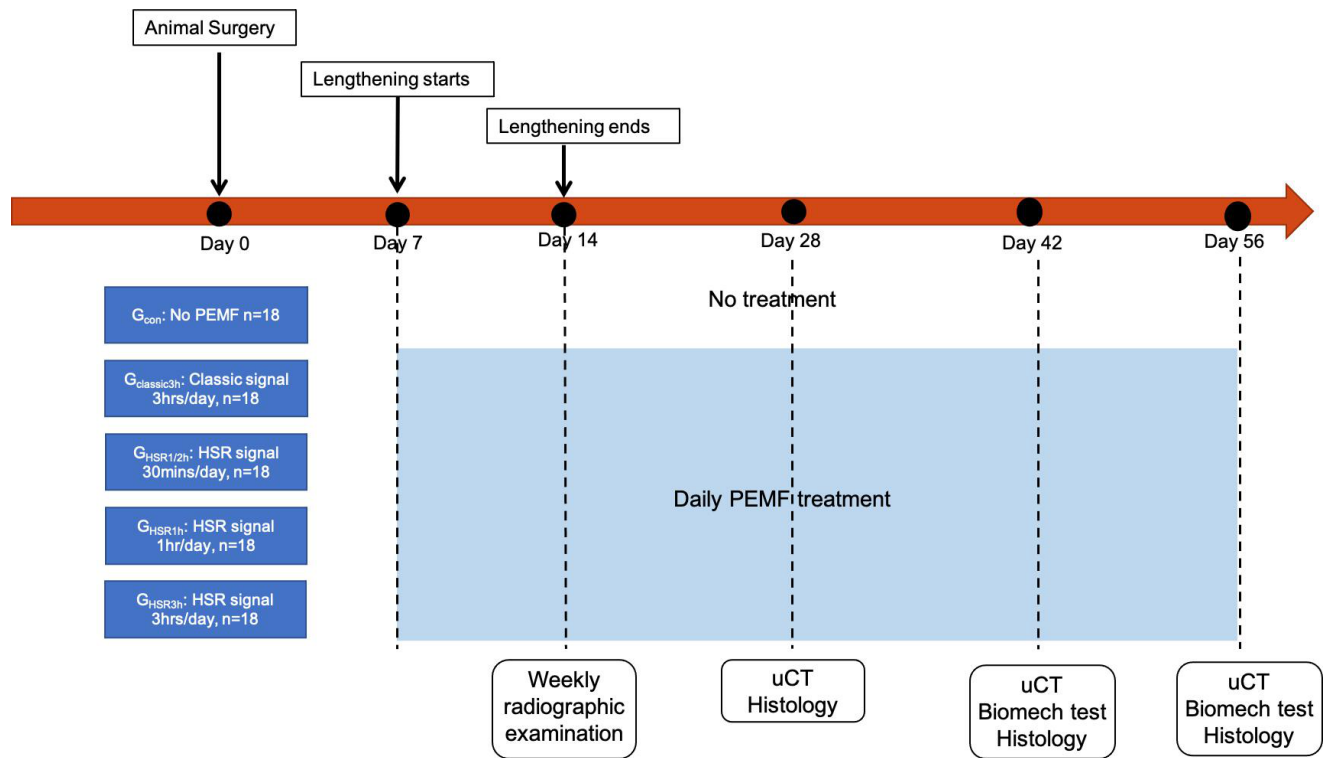 Animal Surgery
Lengthening starts
Lengthening ends
Day 0
Day 7
Day 14
Day 28
Day 42
Day 56
No treatment
Gcon: No PEMF n=18
Gclassic3h: Classic signal
3hrs/day, n=18
GHSR1/2h: HSR signal
30mins/day, n=18
Daily PEMF treatment
GHSR1h: HSR signal
1hr/day, n=18
GHSR3h: HSR signal
3hrs/day, n=18
Weekly
radiographic
examination
uCT
Histology
uCT
Biomech test
Histology
uCT
Biomech test
Histology